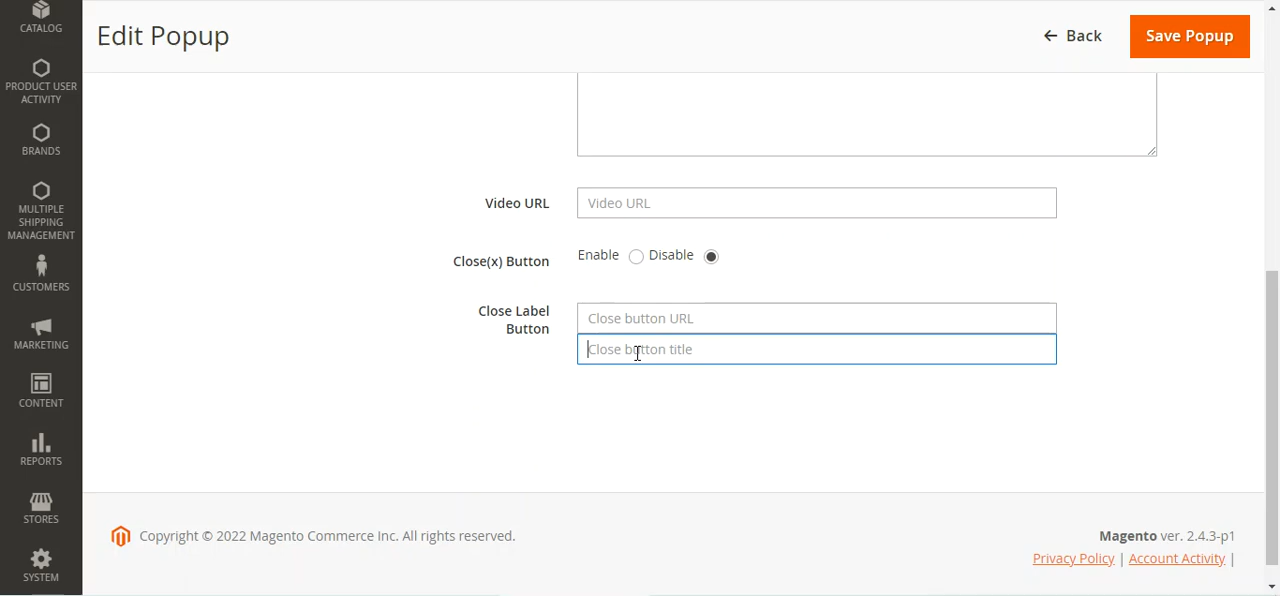 CATALOG
PRODUCT USER
ACTIVITY
BRANDS
MULTIPLE
SHIPPING
MANAGEMENT
CUSTOMERS
MARKETING
CONTENT
REPORTS
STORES
SYSTEM
Edit Popup
Back
Save Popup
Video URL
Video URL
Close(x) Button
Enable
Disable
Close Label
Button
Close button URL
Close button title
Copyright © 2022 Magento Commerce Inc. All rights reserved.
Magento ver. 2.4.3-p1
Privacy Policy | Account Activity |